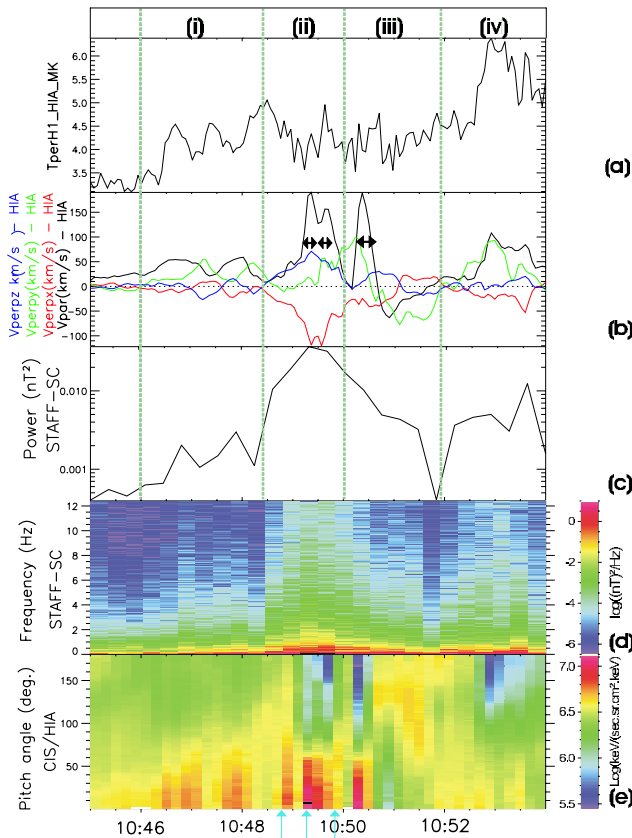 (i) (ii) (iii) (iv)
TperH1_HIA_MK
6.0
5.5
5.0
4.5
4.0
3.5
(a)
Vperpz km/s )- HIA
Vperpy(km/s) - HIA
Vperpx(km/s) - HIA
Vpar(km/s) - HIA
150
100
50
0
-50
-100
(b)
Power (nT²)
STAFF-SC
0.010
0.001
(c)
Frequency (Hz)
STAFF-SC
12
10
8
6
4
2
0
0
-2
-4
-6
log((nT)²/Hz)
(d)
Pitch angle (deg.)
CIS/HIA
150
100
50
7.0
6.5
6.0
5.5
Log(keV/(sec.sr.cm².keV)
(e)
10:46 10:48 10:50 10:52